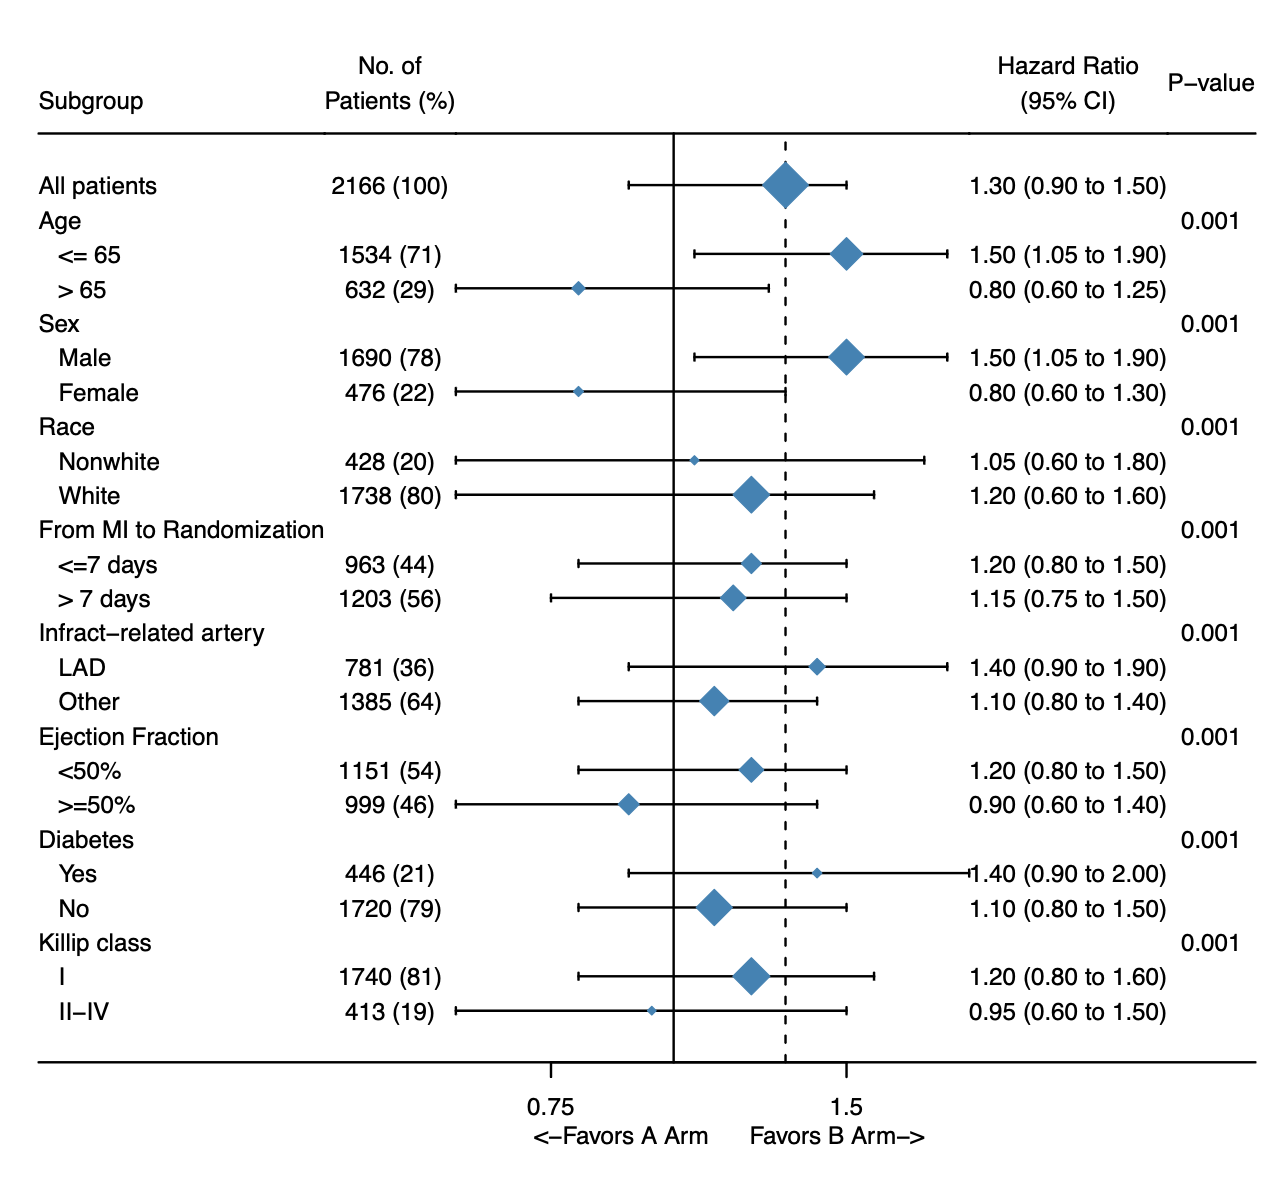 No. of Hazard Ratio
Subgroup Patients (%) (95% CI) P−value
All patients 2166 (100) 1.30 (0.90 to 1.50)
Age 0.001
<= 65 1534 (71) 1.50 (1.05 to 1.90)
> 65 632 (29) 0.80 (0.60 to 1.25)
Sex 0.001
Male 1690 (78) 1.50 (1.05 to 1.90)
Female 476 (22) 0.80 (0.60 to 1.30)
Race 0.001
Nonwhite 428 (20) 1.05 (0.60 to 1.80)
White 1738 (80) 1.20 (0.60 to 1.60)
From MI to Randomization 0.001
<=7 days 963 (44) 1.20 (0.80 to 1.50)
> 7 days 1203 (56) 1.15 (0.75 to 1.50)
Infract−related artery 0.001
LAD 781 (36) 1.40 (0.90 to 1.90)
Other 1385 (64) 1.10 (0.80 to 1.40)
Ejection Fraction 0.001
<50% 1151 (54) 1.20 (0.80 to 1.50)
>=50% 999 (46) 0.90 (0.60 to 1.40)
Diabetes 0.001
Yes 446 (21) 1.40 (0.90 to 2.00)
No 1720 (79) 1.10 (0.80 to 1.50)
Killip class 0.001
I 1740 (81) 1.20 (0.80 to 1.60)
II−IV 413 (19) 0.95 (0.60 to 1.50)
0.75 1.5
<−Favors A Arm Favors B Arm−>